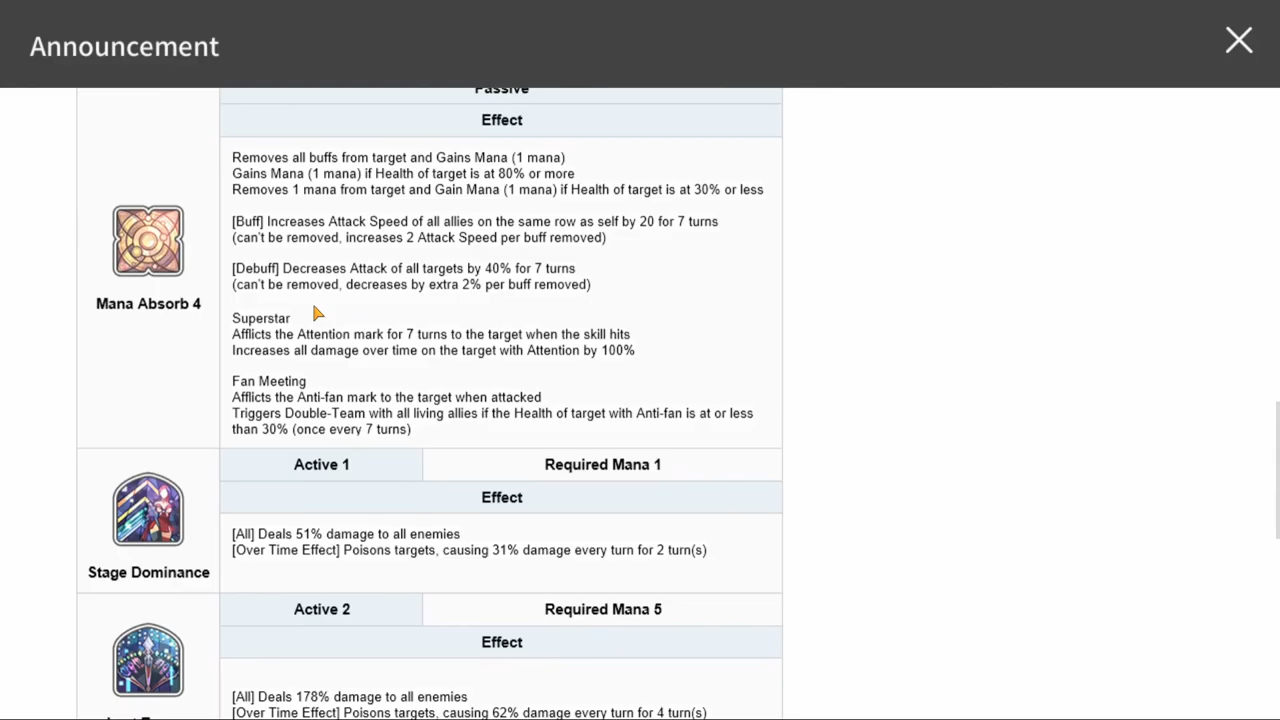 Announcement
Passive
Effect
Removes all buffs from target and Gains Mana (1 mana)
Gains Mana (1 mana) if Health of target is at 80% or more
Removes 1 mana from target and Gain Mana (1 mana) if Health of target is at 30% or less
[Buff] Increases Attack Speed of all allies on the same row as self by 20 for 7 turns
(can't be removed, increases 2 Attack Speed per buff removed)
[Debuff] Decreases Attack of all targets by 40% for 7 turns
(can't be removed, decreases by extra 2% per buff removed)
Mana Absorb 4
Superstar
Afflicts the Attention mark for 7 turns to the target when the skill hits
Increases all damage over time on the target with Attention by 100%
Fan Meeting
Afflicts the Anti-fan mark to the target when attacked
Triggers Double-Team with all living allies if the Health of target with Anti-fan is at or less
than 30% (once every 7 turns)
Active 1 Required Mana 1
Effect
[All] Deals 51% damage to all enemies
[Over Time Effect] Poisons targets, causing 31% damage every turn for 2 turn(s)
Stage Dominance
Active 2 Required Mana 5
Effect
[All] Deals 178% damage to all enemies
[Over Time Effect] Poisons targets, causing 62% damage every turn for 4 turn(s)